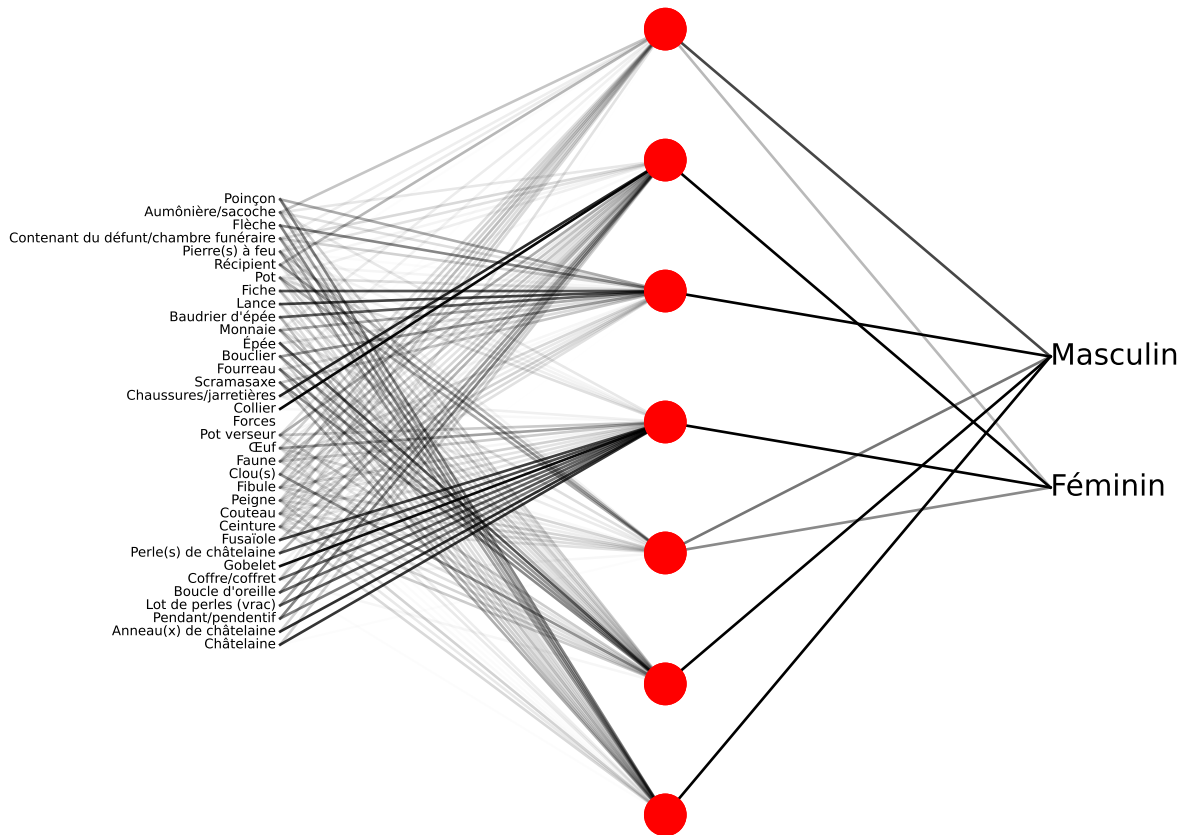 Poinçon
Aumônière/sacoche
Flèche
Contenant du défunt/chambre funéraire
Pierre(s) à feu
Récipient
Pot
Fiche
Lance
Baudrier d'épée
Monnaie
Épée
Bouclier
Fourreau
Scramasaxe
Chaussures/jarretières
Collier
Forces
Pot verseur
Œuf
Faune
Clou(s)
Fibule
Peigne
Couteau
Ceinture
Fusaïole
Perle(s) de châtelaine
Gobelet
Coffre/coffret
Boucle d'oreille
Lot de perles (vrac)
Pendant/pendentif
Anneau(x) de châtelaine
Châtelaine
Masculin
Féminin